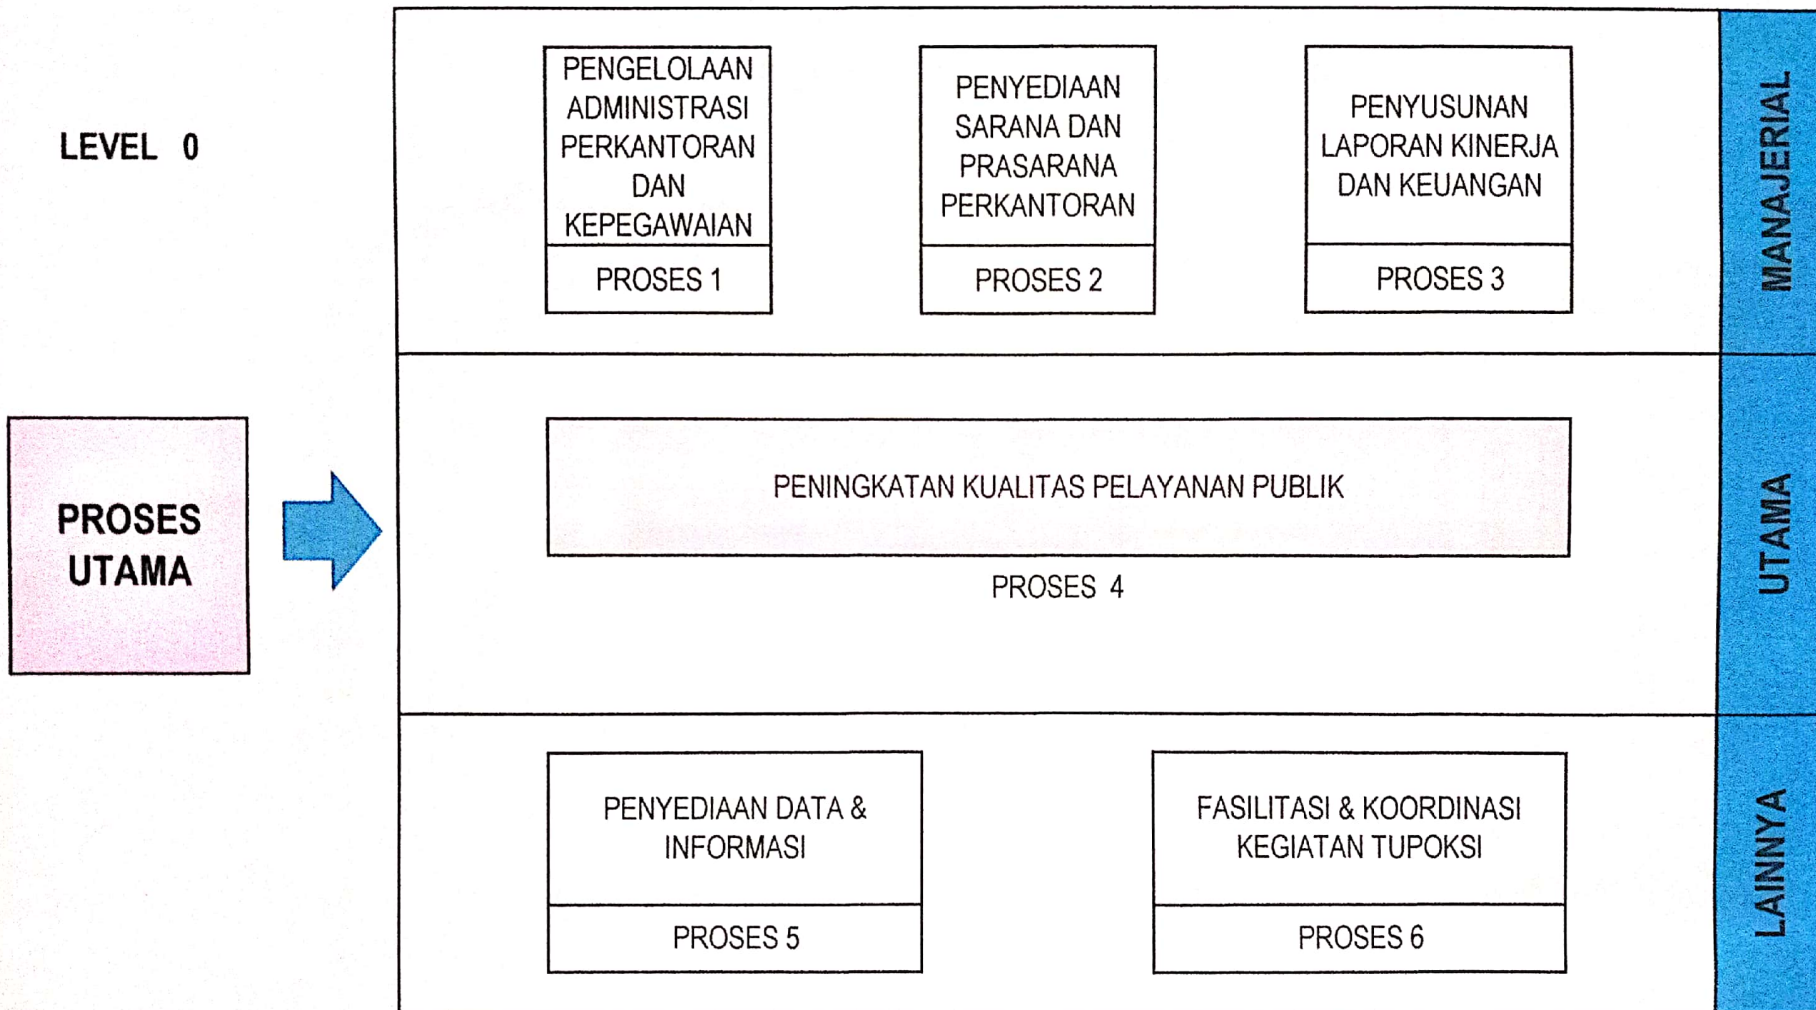 LEVEL 0
PENGELOLAAN
ADMINISTRASI
PERKANTORAN
DAN
KEPEGAWAIAN
PROSES 1
PENYEDIAAN
SARANA DAN
PRASARANA
PERKANTORAN
PROSES 2
PENYUSUNAN
LAPORAN KINERJA
DAN KEUANGAN
PROSES 3
MANAJERIAL
PROSES
UTAMA
PENINGKATAN KUALITAS PELAYANAN PUBLIK
PROSES 4
UTAMA
PENYEDIAAN DATA &
INFORMASI
PROSES 5
FASILITASI & KOORDINASI
KEGIATAN TUPOKSI
PROSES 6
LAINNYA